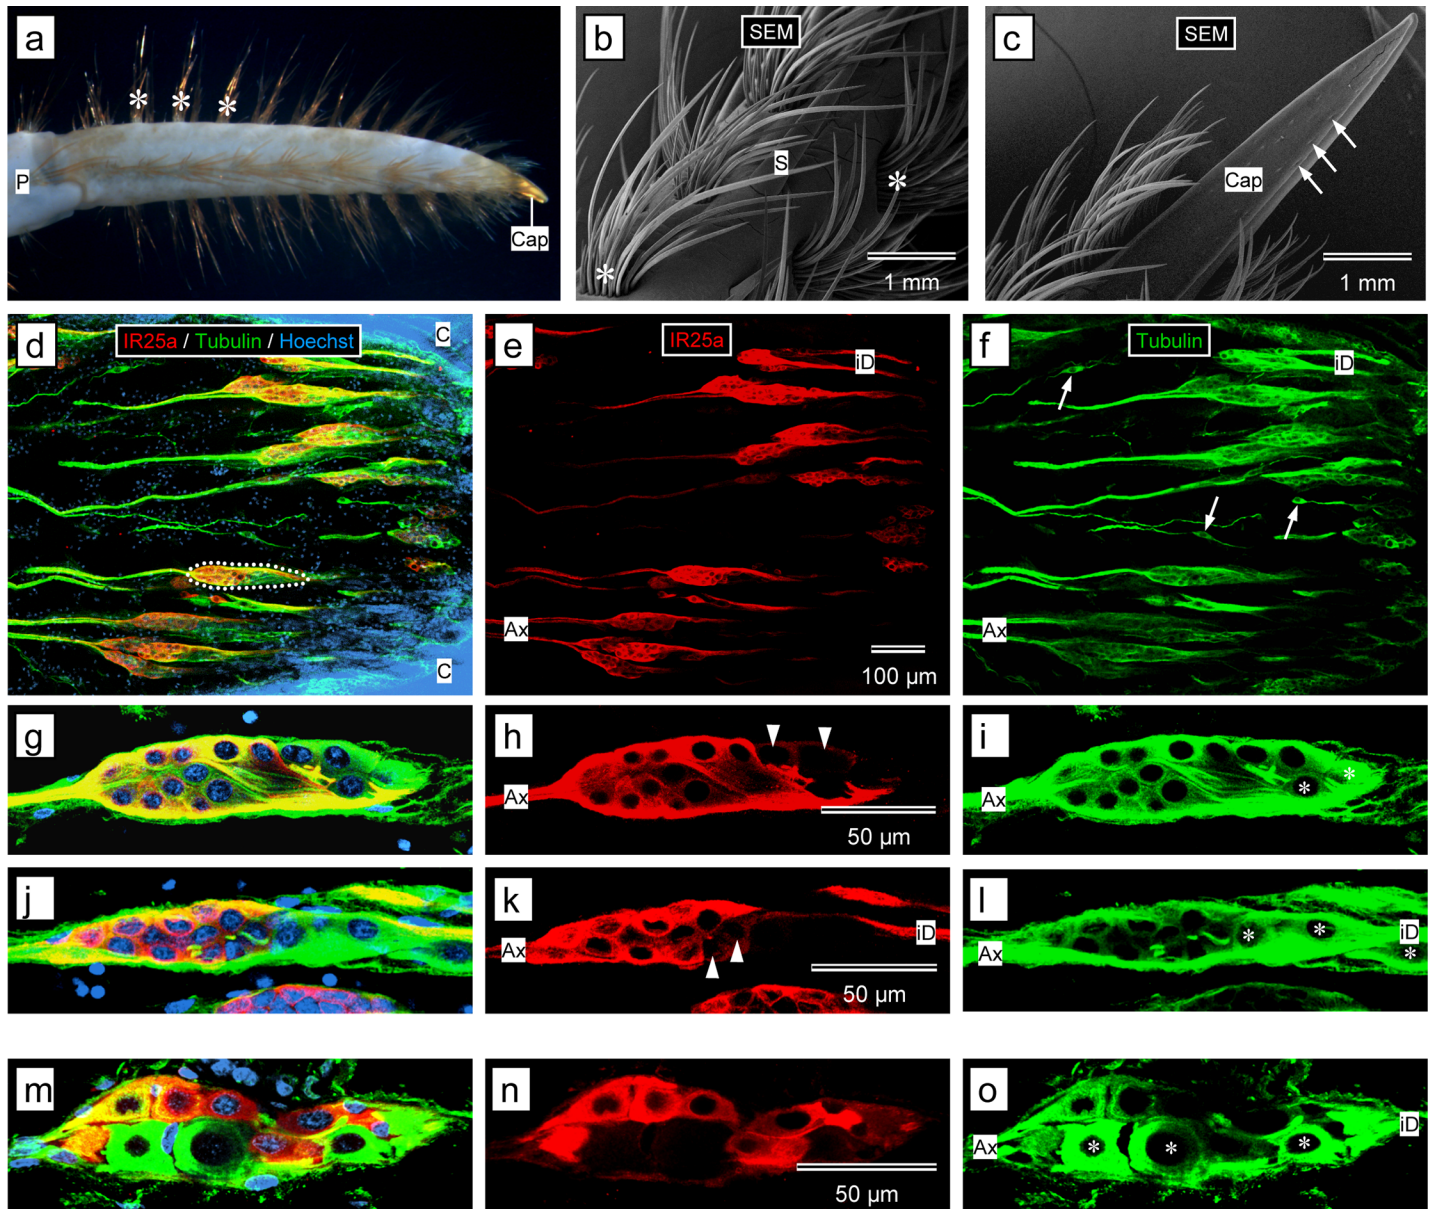 a
P
Cap
b
SEM
S
1 mm
c
SEM
Cap
1 mm
d
IR25a / Tubulin / Hoechst
C
C
e
IR25a
iD
Ax
100 µm
f
Tubulin
iD
Ax
g
h
Ax
50 µm
i
Ax
j
k
Ax
iD
50 µm
l
Ax
iD
m
n
50 µm
o
Ax
iD